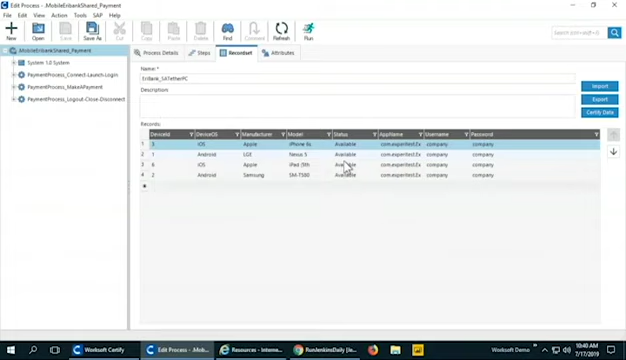 Edit Process - .MobileEribankShared_Payment
File Edit View Action Tools SAP Help
New Open Save Save As Cut Copy Paste Delete Find Comment Refresh Run
Search (ctrl+shift+f)
.MobileEribankShared_Payment
System 1.0 System
PaymentProcess_Connect-Launch-Login
PaymentProcess_MakeAPayment
PaymentProcess_Logout-Close-Disconnect
Process Details Steps Recordset Attributes
Name: *
EriBank_SATetherPC
Description:
Import
Export
Certify Data
Records:
DeviceId DeviceOS Manufacturer Model Status AppName Username Password
1 3 iOS Apple iPhone 6s Available com.experitest.Ex company company
2 1 Android LGE Nexus 5 Available com.experitest.Ex company company
3 6 iOS Apple iPad (5th Available com.experitest.Ex company company
4 2 Android Samsung Available com.experitest.Ex company company
Worksoft Certify
Edit Process - .Mob...
Resources - Interne...
RunJenkinsDaily [Je...
Worksoft Demo
10:40 AM
7/17/2019